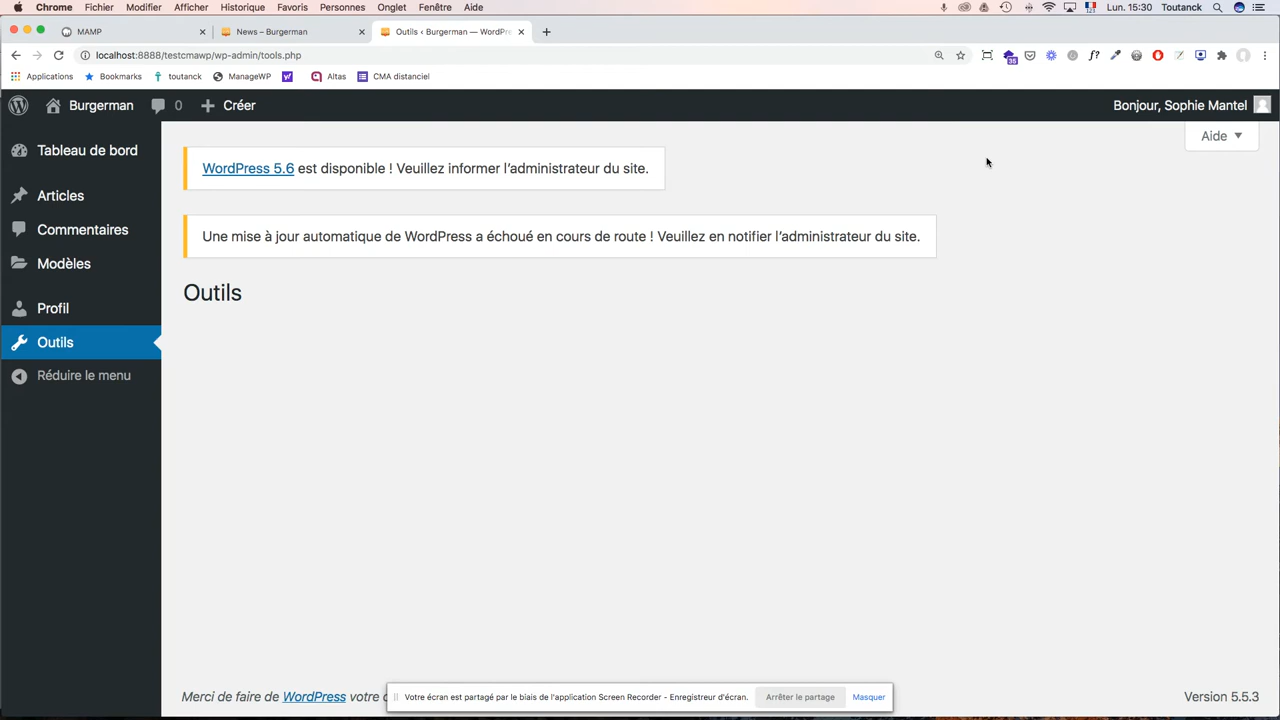 Chrome Fichier Modifier Afficher Historique Favoris Personnes Onglet Fenêtre Aide Lun. 15:30 Toutanck
MAMP News – Burgerman Outils ‹ Burgerman — WordPre
localhost:8888/testcmawp/wp-admin/tools.php 35 f?
Applications Bookmarks toutanck ManageWP Altas CMA distanciel
Burgerman 0 Créer Bonjour, Sophie Mantel
Aide
Tableau de bord
Articles
Commentaires
Modèles
Profil
Outils
Réduire le menu
WordPress 5.6 est disponible ! Veuillez informer l’administrateur du site.
Une mise à jour automatique de WordPress a échoué en cours de route ! Veuillez en notifier l’administrateur du site.
Outils
Merci de faire de WordPress votre
Votre écran est partagé par le biais de l'application Screen Recorder - Enregistreur d'écran. Arrêter le partage Masquer
Version 5.5.3